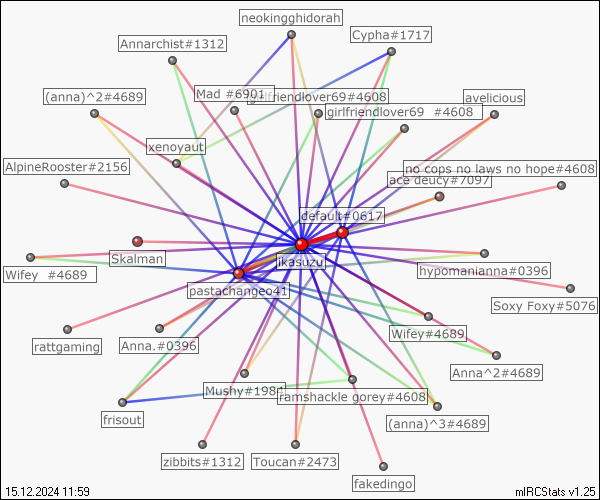 neokingghidorah
Cypha#1717
Annarchist#1312
Mad #6901
girlfriendlover69#4608
(anna)^2#4689
avelicious
girlfriendlover69 #4608
xenoyaut
AlpineRooster#2156
no cops no laws no hope#4608
ace deucy#7097
default#0617
Skalman
jkasuzu
hypomanianna#0396
Wifey #4689
pastachangeo41
Soxy Foxy#5076
Wifey#4689
rattgaming
Anna.#0396
Anna^2#4689
Mushy#1984
ramshackle gorey#4608
frisout
(anna)^3#4689
zibbits#1312
Toucan#2473
fakedingo
15.12.2024 11:59
mIRCStats v1.25